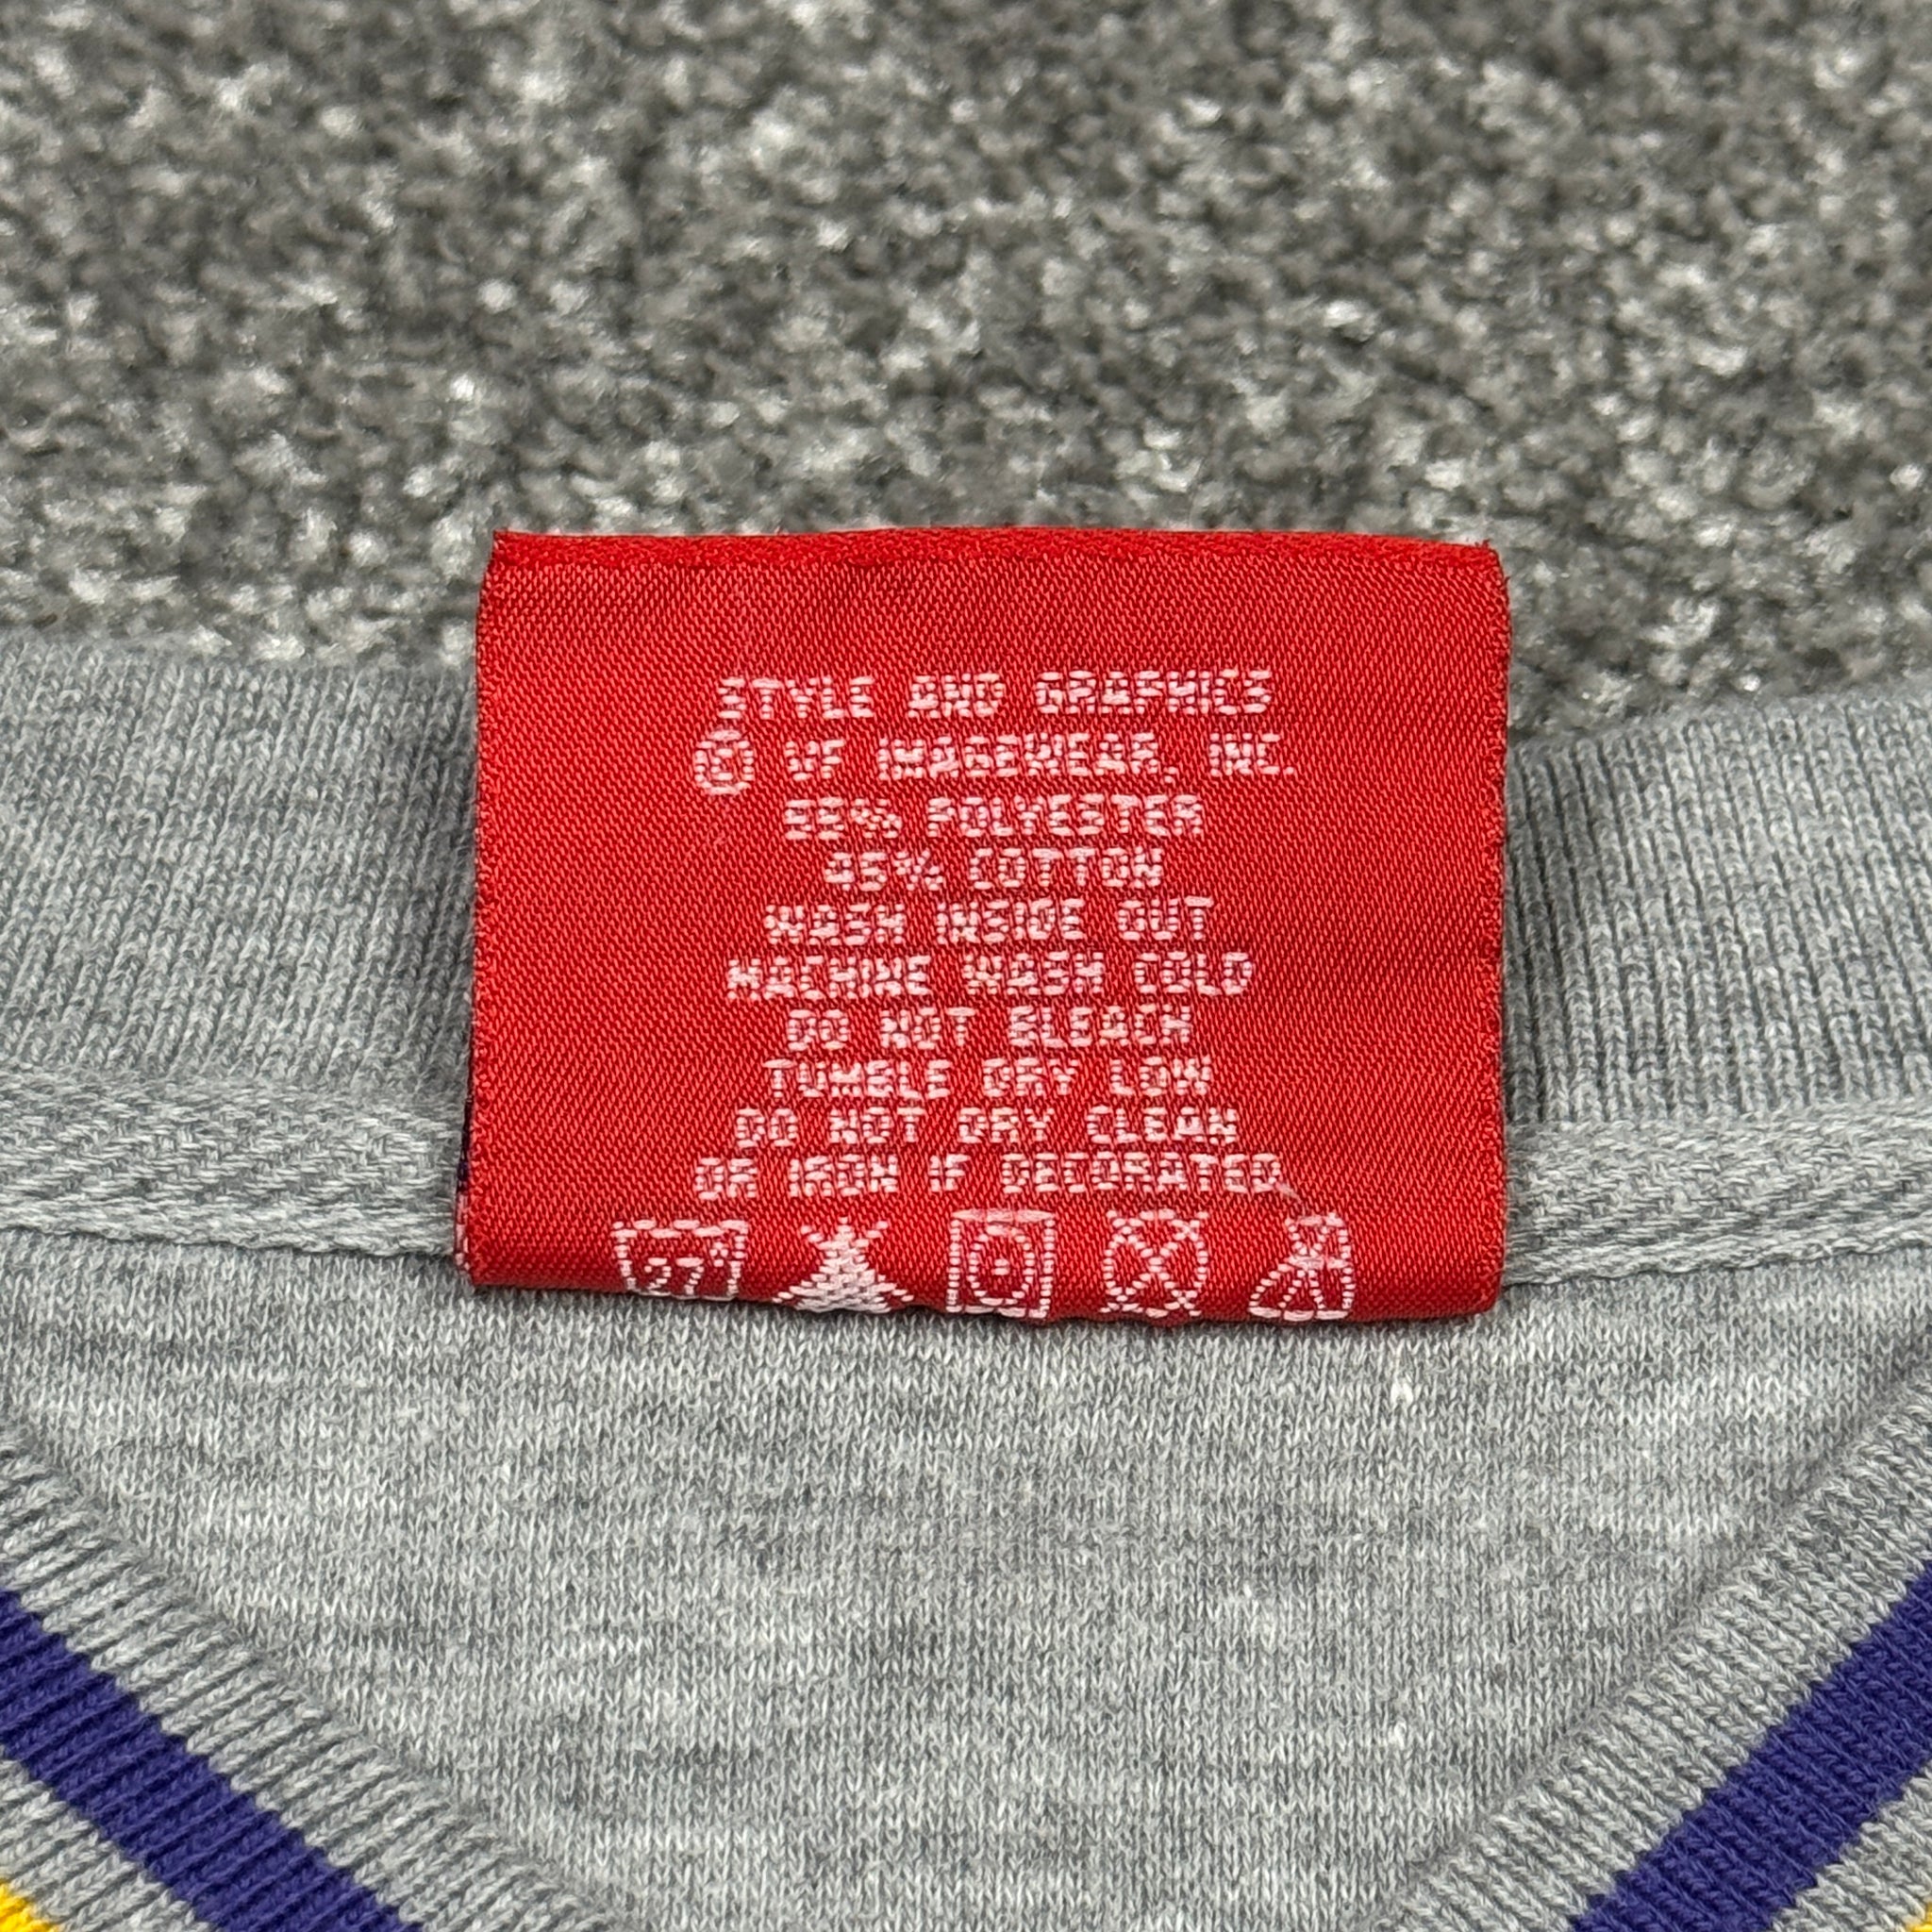 STYLE AND GRAPHICS
© VF IMAGEWEAR, INC.
55% POLYESTER
45% COTTON
WASH INSIDE OUT
MACHINE WASH COLD
DO NOT BLEACH
TUMBLE DRY LOW
DO NOT DRY CLEAN
OR IRON IF DECORATED
27°